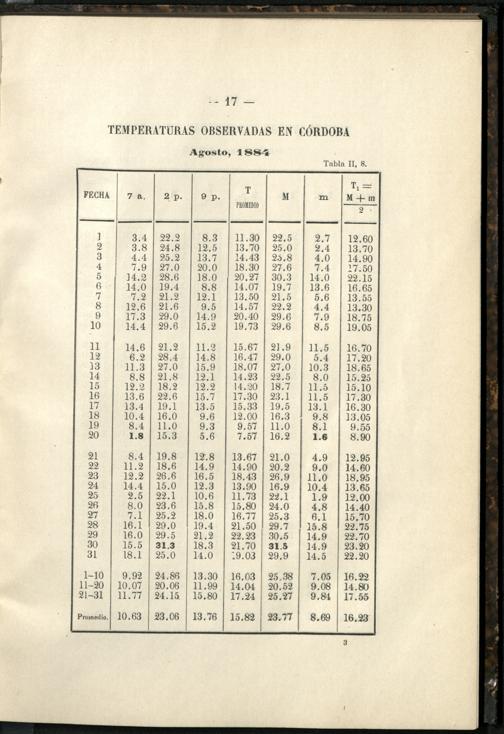 -- 17 —
TEMPERATURAS OBSERVADAS EN CÓRDOBA
Agosto, 1884
Tabla II, 8.
FECHA 7 a. 2 p. 9 p. T PROMEDIO M m T₁ = M + m / 2
1 3.4 22.2 8.3 11.30 22.5 2.7 12.60
2 3.8 24.8 12.5 13.70 25.0 2.4 13.70
3 4.4 25.2 13.7 14.43 25.8 4.0 14.90
4 7.9 27.0 20.0 18.30 27.6 7.4 17.50
5 14.2 28.6 18.0 20.27 30.3 14.0 22.15
6 14.0 19.4 8.8 14.07 19.7 13.6 16.65
7 7.2 21.2 12.1 13.50 21.5 5.6 13.55
8 12.6 21.6 9.5 14.57 22.2 4.4 13.30
9 17.3 29.0 14.9 20.40 29.6 7.9 18.75
10 14.4 29.6 15.2 19.73 29.6 8.5 19.05
11 14.6 21.2 11.2 15.67 21.9 11.5 16.70
12 6.2 28.4 14.8 16.47 29.0 5.4 17.20
13 11.3 27.0 15.9 18.07 27.0 10.3 18.65
14 8.8 21.8 12.1 14.23 22.5 8.0 15.25
15 12.2 18.2 12.2 14.20 18.7 11.5 15.10
16 13.6 22.6 15.7 17.30 23.1 11.5 17.30
17 13.4 19.1 13.5 15.33 19.5 13.1 16.30
18 10.4 16.0 9.6 12.00 16.3 9.8 13.05
19 8.4 11.0 9.3 9.57 11.0 8.1 9.55
20 1.8 15.3 5.6 7.57 16.2 1.6 8.90
21 8.4 19.8 12.8 13.67 21.0 4.9 12.95
22 11.2 18.6 14.9 14.90 20.2 9.0 14.60
23 12.2 26.6 16.5 18.43 26.9 11.0 18.95
24 14.4 15.0 12.3 13.90 16.9 10.4 13.65
25 2.5 22.1 10.6 11.73 22.1 1.9 12.00
26 8.0 23.6 15.8 15.80 24.0 4.8 14.40
27 7.1 25.2 18.0 16.77 25.3 6.1 15.70
28 16.1 29.0 19.4 21.50 29.7 15.8 22.75
29 16.0 29.5 21.2 22.23 30.5 14.9 22.70
30 15.5 31.3 18.3 21.70 31.5 14.9 23.20
31 18.1 25.0 14.0 19.03 29.9 14.5 22.20
1-10 9.92 24.86 13.30 16.03 25.38 7.05 16.22
11-20 10.07 20.06 11.99 14.04 20.52 9.08 14.80
21-31 11.77 24.15 15.80 17.24 25.27 9.84 17.55
Promedio. 10.63 23.06 13.76 15.82 23.77 8.69 16.23
3